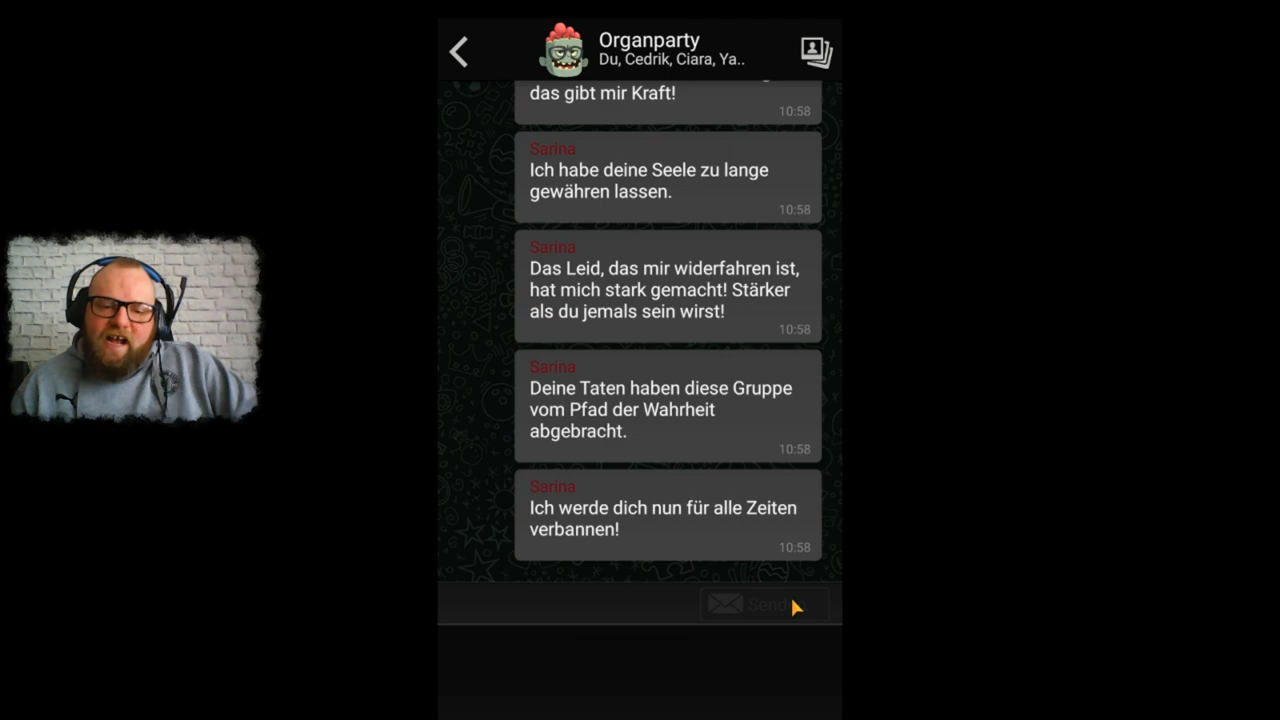 Organparty
Du, Cedrik, Ciara, Ya..
das gibt mir Kraft!
10:58
Sarina
Ich habe deine Seele zu lange
gewähren lassen.
10:58
Sarina
Das Leid, das mir widerfahren ist,
hat mich stark gemacht! Stärker
als du jemals sein wirst!
10:58
Sarina
Deine Taten haben diese Gruppe
vom Pfad der Wahrheit
abgebracht.
10:58
Sarina
Ich werde dich nun für alle Zeiten
verbannen!
10:58